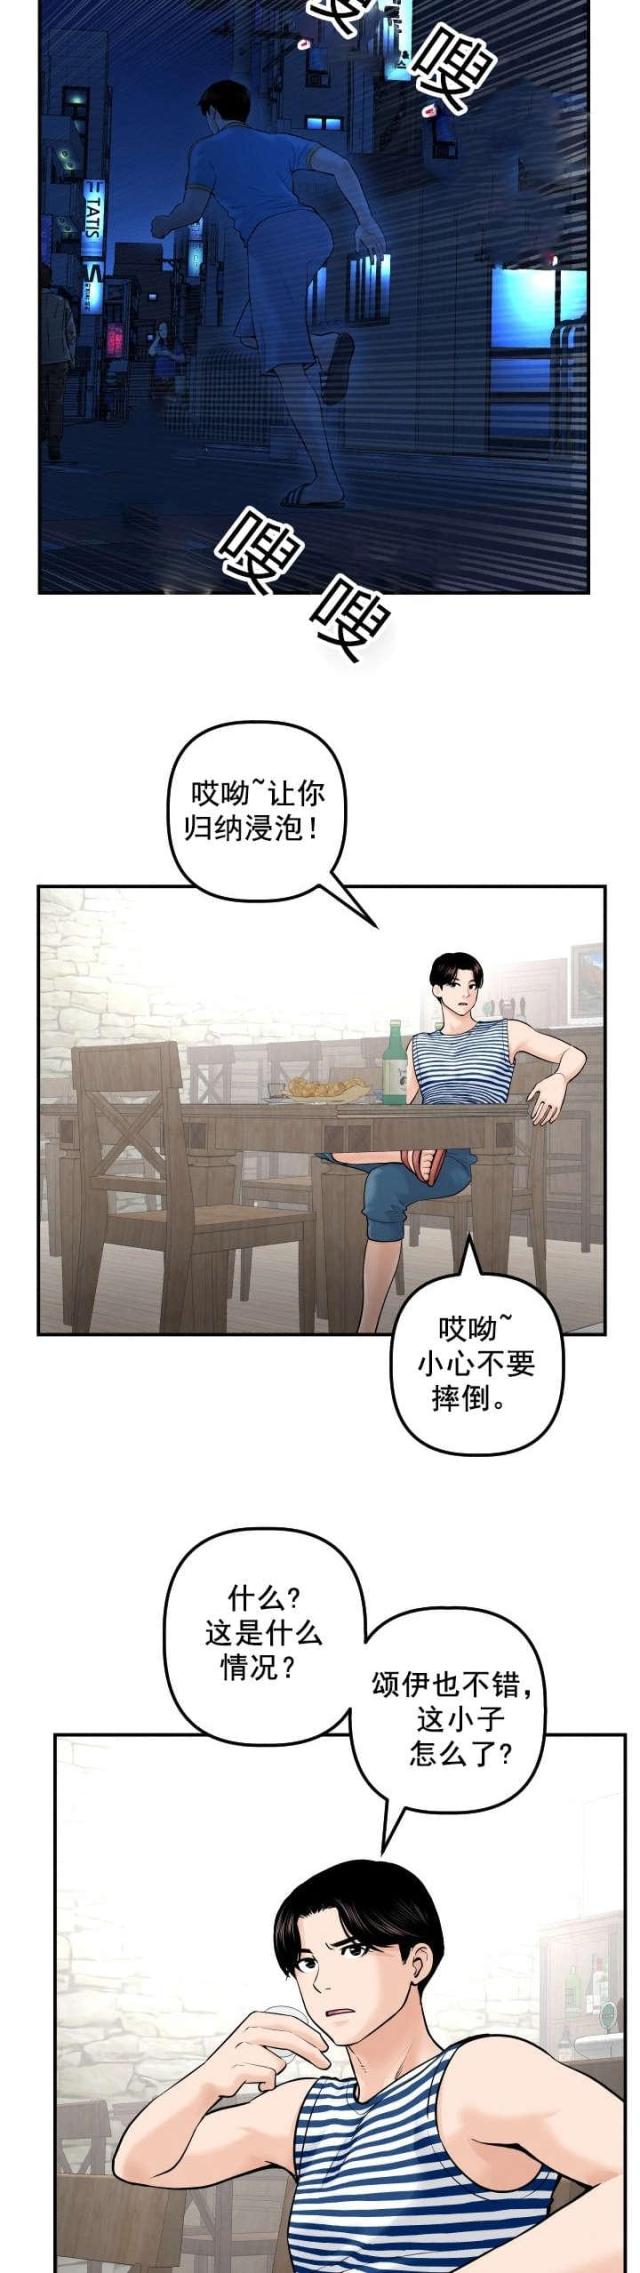 嗖
嗖
TATIS
嗖
嗖
哎呦~让你
归纳浸泡！
哎呦~
小心不要
摔倒。
什么？
这是什么
情况？
颂伊也不错，
这小子
怎么了？